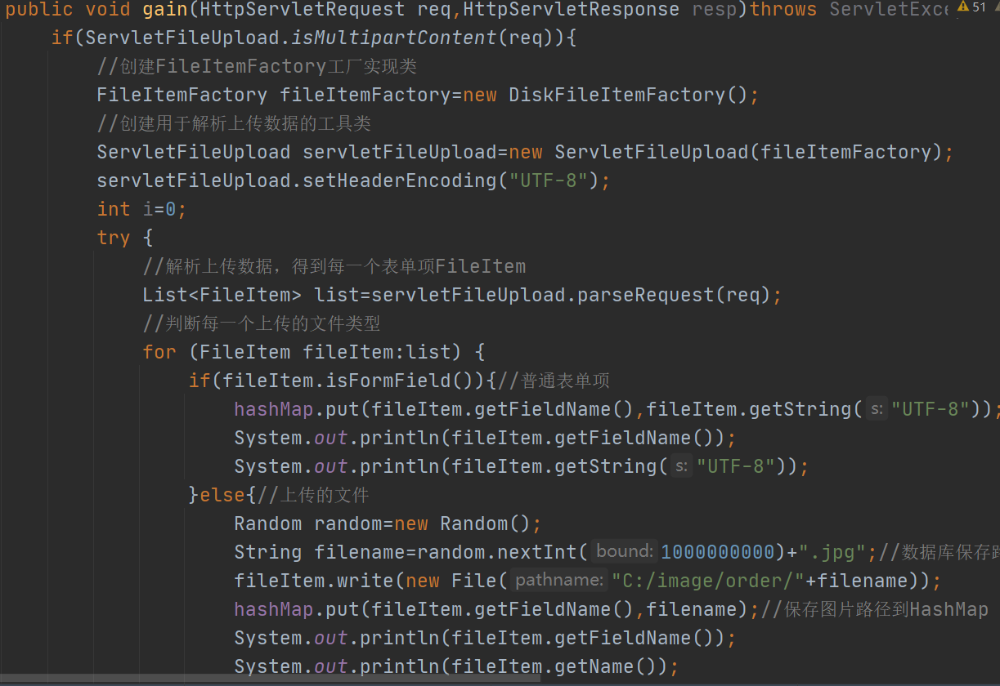 public void gain(HttpServletRequest req,HttpServletResponse resp)throws ServletExce 51
if(ServletFileUpload.isMultipartContent(req)){
//创建FileItemFactory工厂实现类
FileItemFactory fileItemFactory=new DiskFileItemFactory();
//创建用于解析上传数据的工具类
ServletFileUpload servletFileUpload=new ServletFileUpload(fileItemFactory);
servletFileUpload.setHeaderEncoding("UTF-8");
int i=0;
try {
//解析上传数据，得到每一个表单项FileItem
List<FileItem> list=servletFileUpload.parseRequest(req);
//判断每一个上传的文件类型
for (FileItem fileItem:list) {
if(fileItem.isFormField()){//普通表单项
hashMap.put(fileItem.getFieldName(),fileItem.getString( s: "UTF-8"));
System.out.println(fileItem.getFieldName());
System.out.println(fileItem.getString( s: "UTF-8"));
}else{//上传的文件
Random random=new Random();
String filename=random.nextInt( bound: 1000000000)+".jpg";//数据库保存路
fileItem.write(new File( pathname: "C:/image/order/"+filename));
hashMap.put(fileItem.getFieldName(),filename);//保存图片路径到HashMap
System.out.println(fileItem.getFieldName());
System.out.println(fileItem.getName());